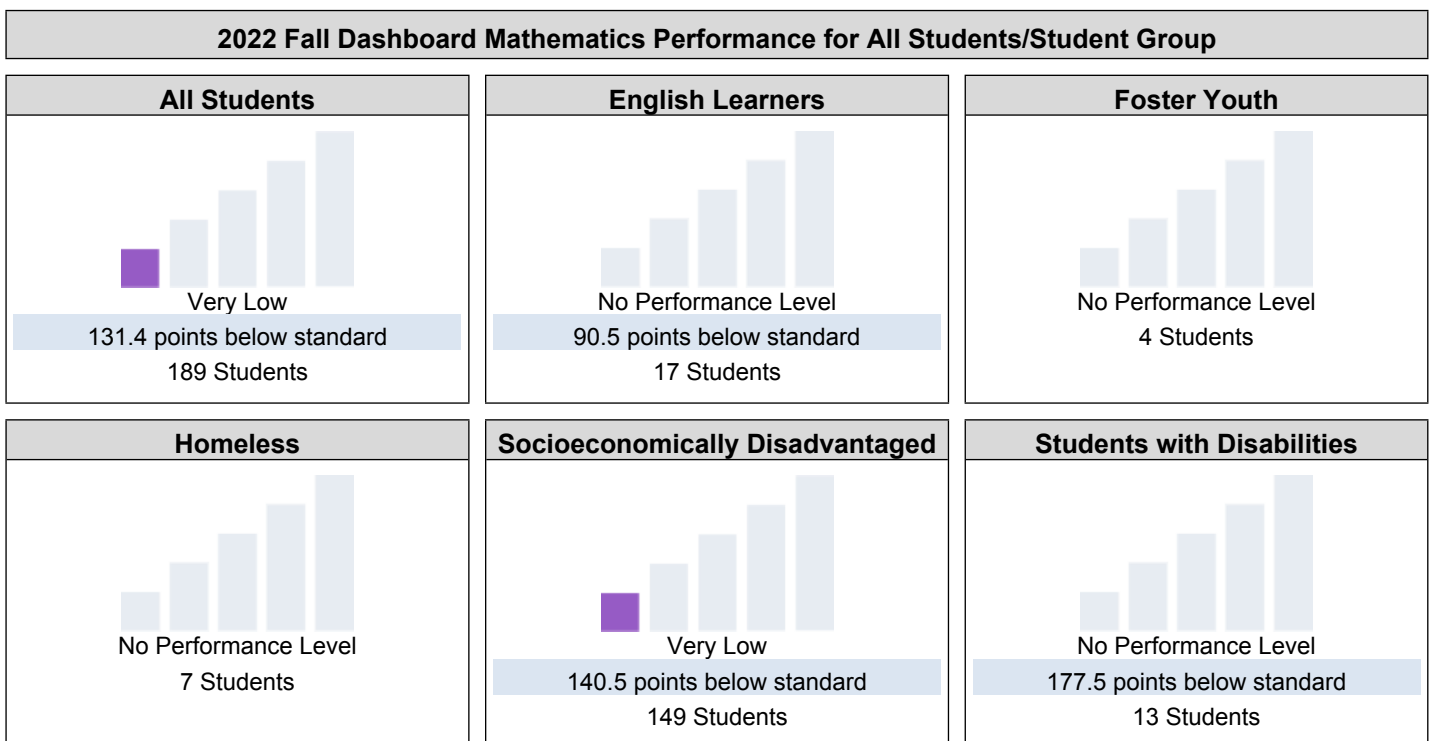 2022 Fall Dashboard Mathematics Performance for All Students/Student Group
All Students
Very Low
131.4 points below standard
189 Students
English Learners
No Performance Level
90.5 points below standard
17 Students
Foster Youth
No Performance Level
4 Students
Homeless
No Performance Level
7 Students
Socioeconomically Disadvantaged
Very Low
140.5 points below standard
149 Students
Students with Disabilities
No Performance Level
177.5 points below standard
13 Students